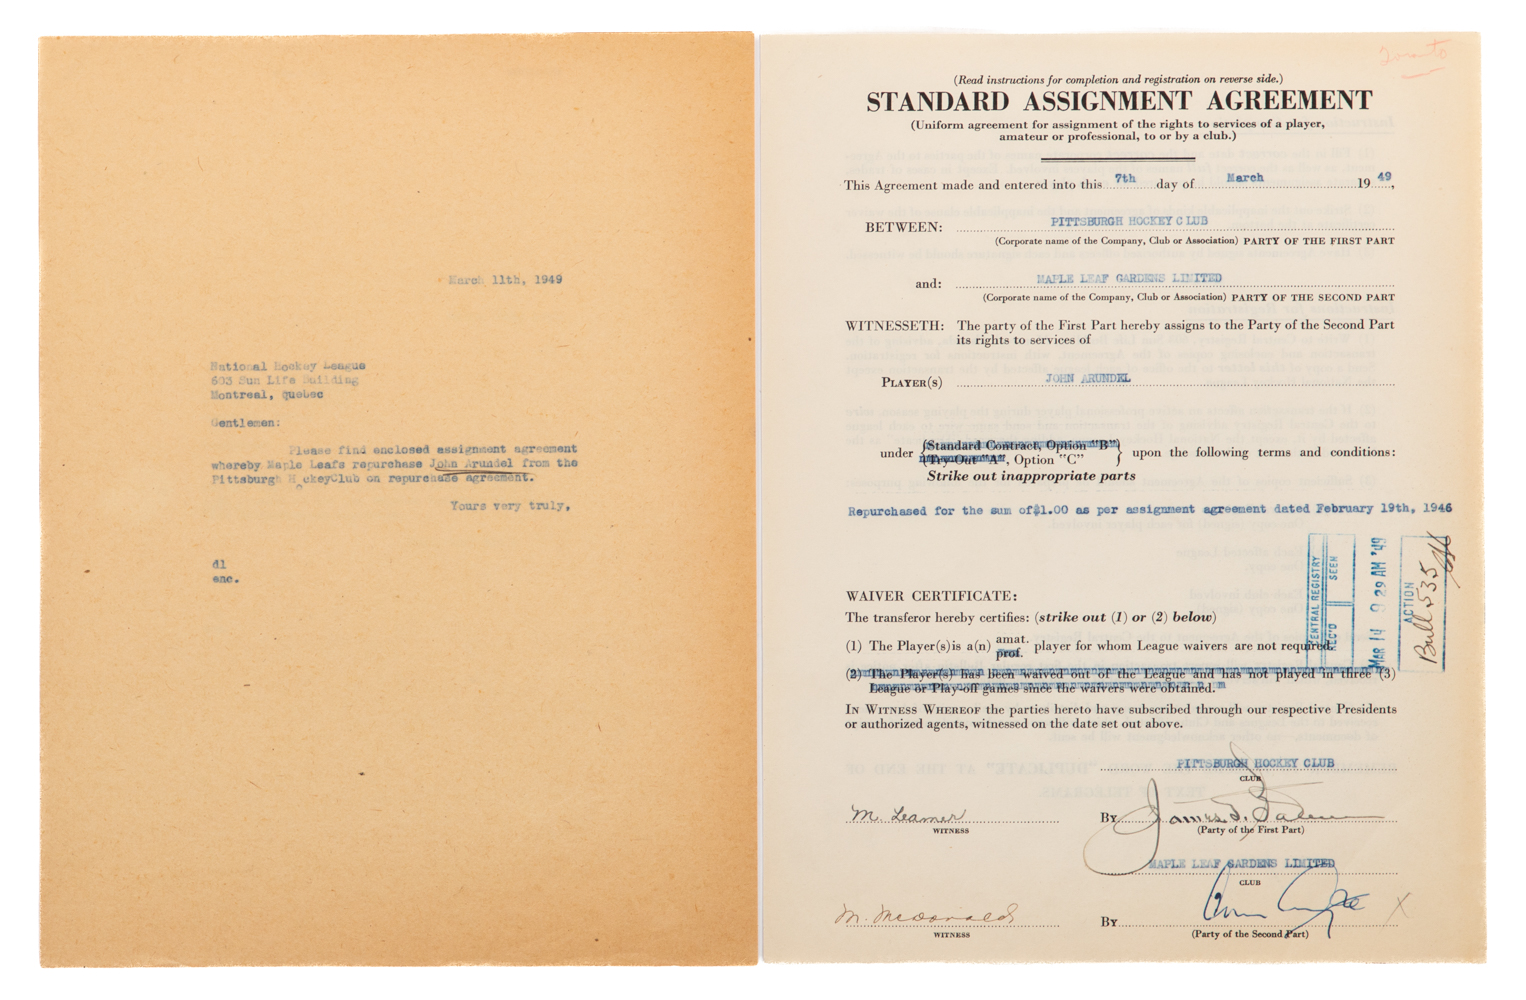 March 11th, 1949
National Hockey League
603 Sun Life Building
Montreal, Quebec
Gentlemen:
Please find enclosed assignment agreement
whereby Maple Leafs repurchase John Arundel from the
Pittsburgh H ckeyClub on repurchase agreement.
o
Yours very truly,
dl
enc.
Toronto
(Read instructions for completion and registration on reverse side.)
STANDARD ASSIGNMENT AGREEMENT
(Uniform agreement for assignment of the rights to services of a player,
amateur or professional, to or by a club.)
This Agreement made and entered into this 7th day of March 19 49,
BETWEEN: PITTSBURGH HOCKEY CLUB
(Corporate name of the Company, Club or Association) PARTY OF THE FIRST PART
and: MAPLE LEAF GARDENS LIMITED
(Corporate name of the Company, Club or Association) PARTY OF THE SECOND PART
WITNESSETH: The party of the First Part hereby assigns to the Party of the Second Part
its rights to services of
PLAYER(S) JOHN ARUNDEL
under {Standard Contract, Option "B"
Try-Out "A", Option "C"} upon the following terms and conditions:
Strike out inappropriate parts
Repurchased for the sum of$1.00 as per assignment agreement dated February 19th, 1946
CENTRAL REGISTRY
REC'D SEEN
MAR 14 9 29 AM '49
ACTION
Bull 535
WAIVER CERTIFICATE:
The transferor hereby certifies: (strike out (1) or (2) below)
(1) The Player(s)is a(n) amat. prof. player for whom League waivers are not required.
(2) The Player(s) has been waived out of the League and has not played in three (3)
League or Play-off games since the waivers were obtained.
IN WITNESS WHEREOF the parties hereto have subscribed through our respective Presidents
or authorized agents, witnessed on the date set out above.
PITTSBURGH HOCKEY CLUB
CLUB
M. Leamer By James
WITNESS (Party of the First Part)
MAPLE LEAF GARDENS LIMITED
CLUB
M. McDonald By X
WITNESS (Party of the Second Part)